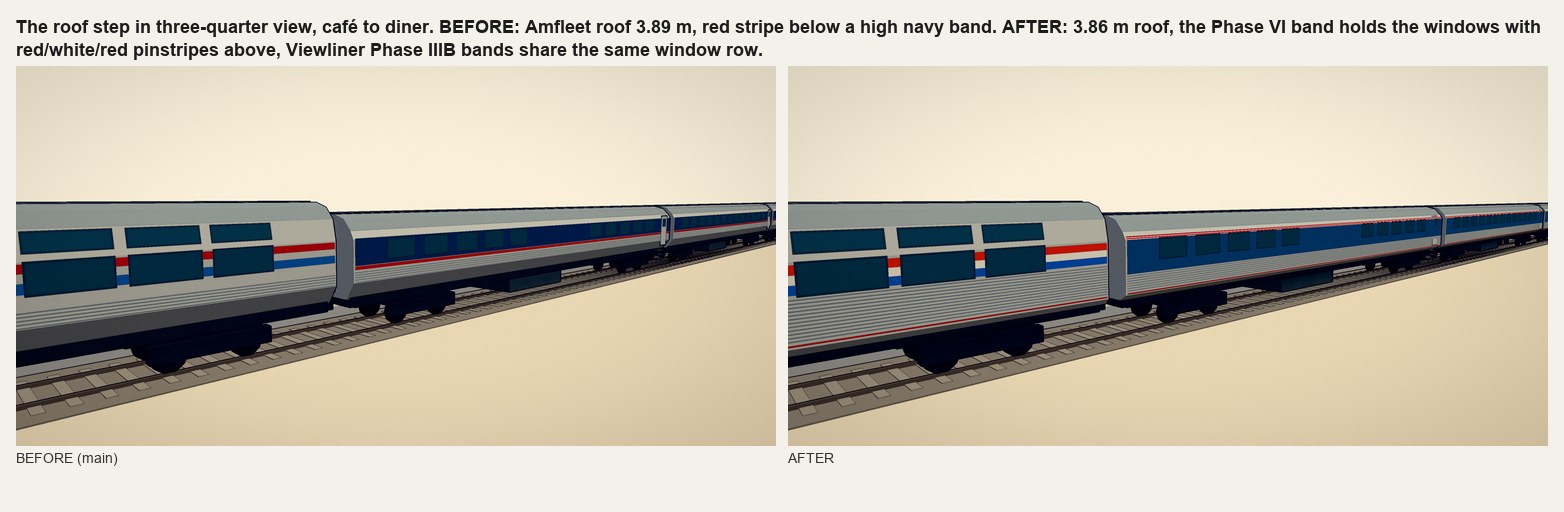 The roof step in three-quarter view, café to diner. BEFORE: Amfleet roof 3.89 m, red stripe below a high navy band. AFTER: 3.86 m roof, the Phase VI band holds the windows with
red/white/red pinstripes above, Viewliner Phase IIIB bands share the same window row.
BEFORE (main)
AFTER